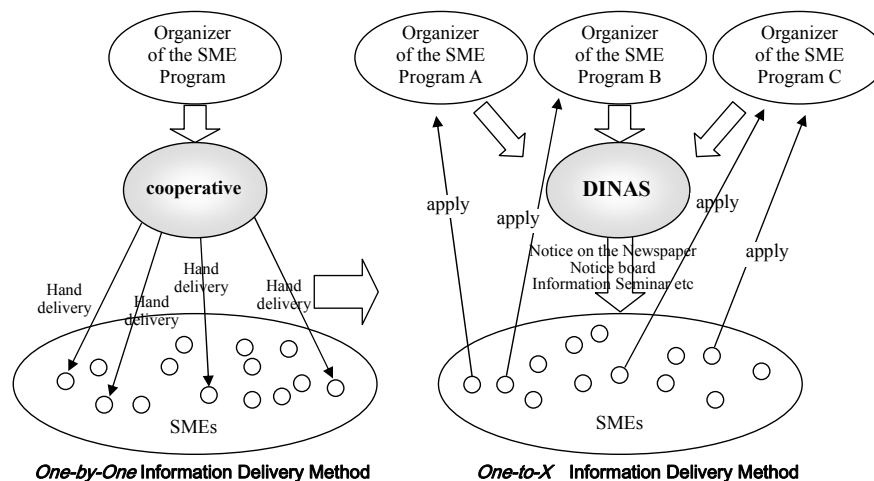 Organizer
of the SME
Program
cooperative
Hand
delivery
Hand
delivery
Hand
delivery
Hand
delivery
SMEs
One-by-One Information Delivery Method
Organizer
of the SME
Program A
Organizer
of the SME
Program B
Organizer
of the SME
Program C
DINAS
apply
apply
apply
apply
Notice on the Newspaper
Notice board
Information Seminar etc
SMEs
One-to-X Information Delivery Method